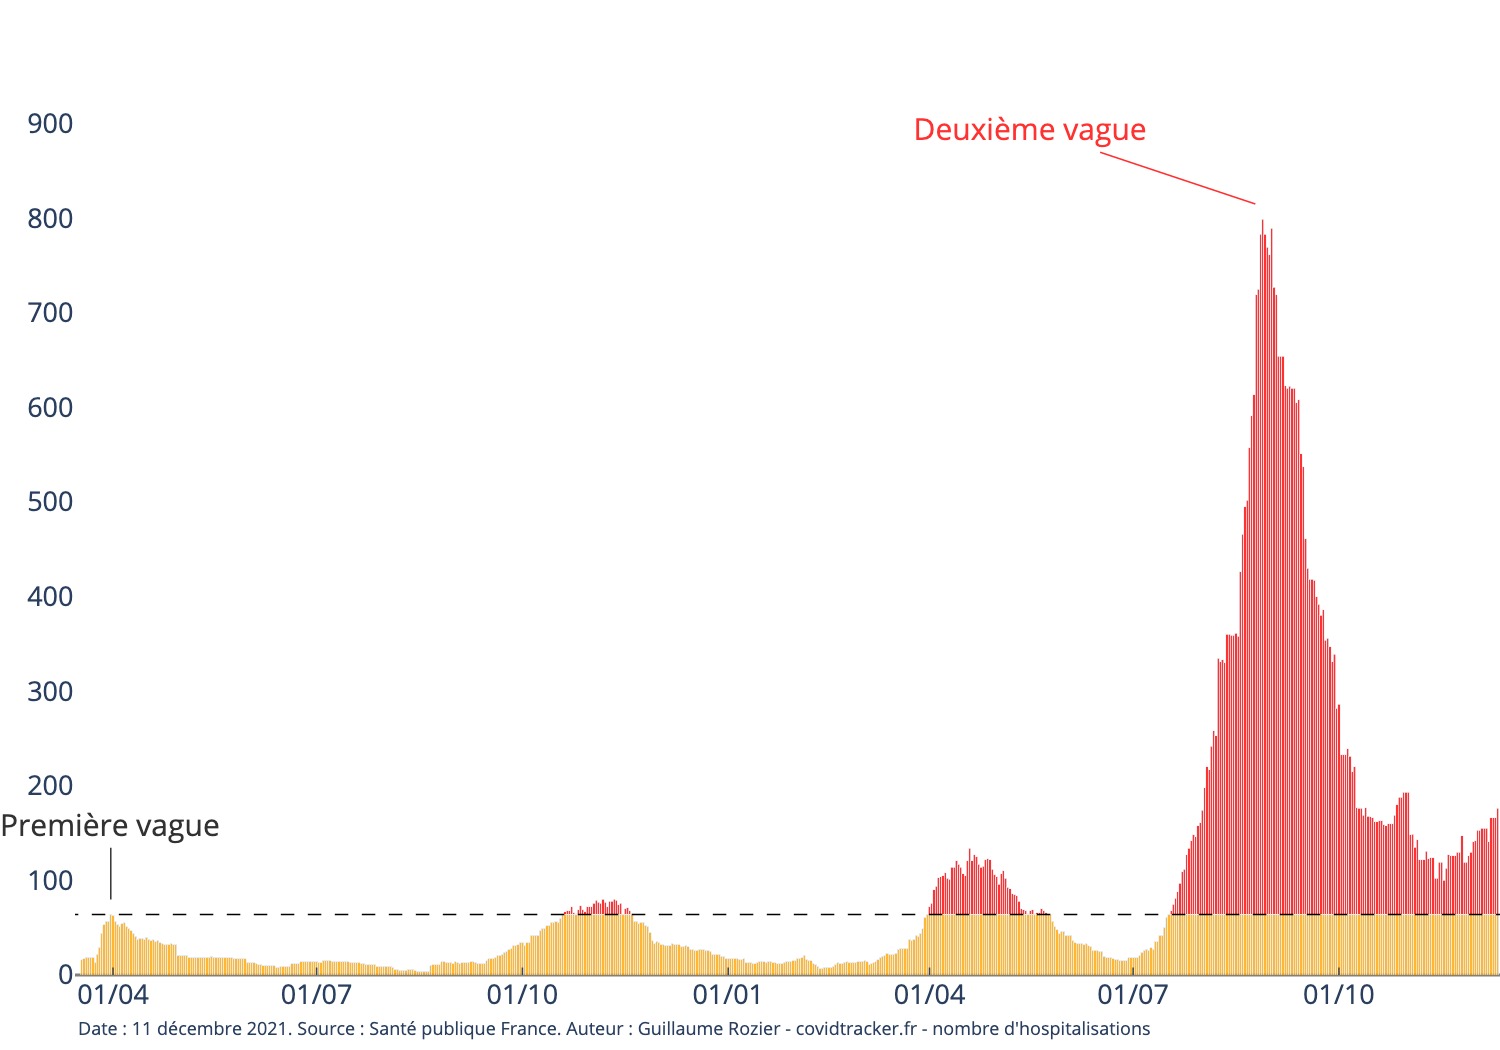 900
Deuxième vague
800
700
600
500
400
300
200
Première vague
100
0
01/04 01/07 01/10 01/01 01/04 01/07 01/10
Date : 11 décembre 2021. Source : Santé publique France. Auteur : Guillaume Rozier - covidtracker.fr - nombre d'hospitalisations